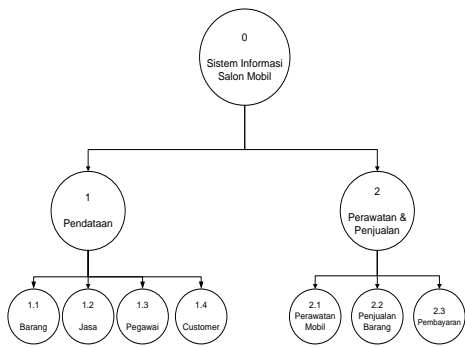 0
Sistem Informasi
Salon Mobil
1
Pendataan
2
Perawatan &
Penjualan
1.1
Barang
1.2
Jasa
1.3
Pegawai
1.4
Customer
2.1
Perawatan
Mobil
2.2
Penjualan
Barang
2.3
Pembayaran